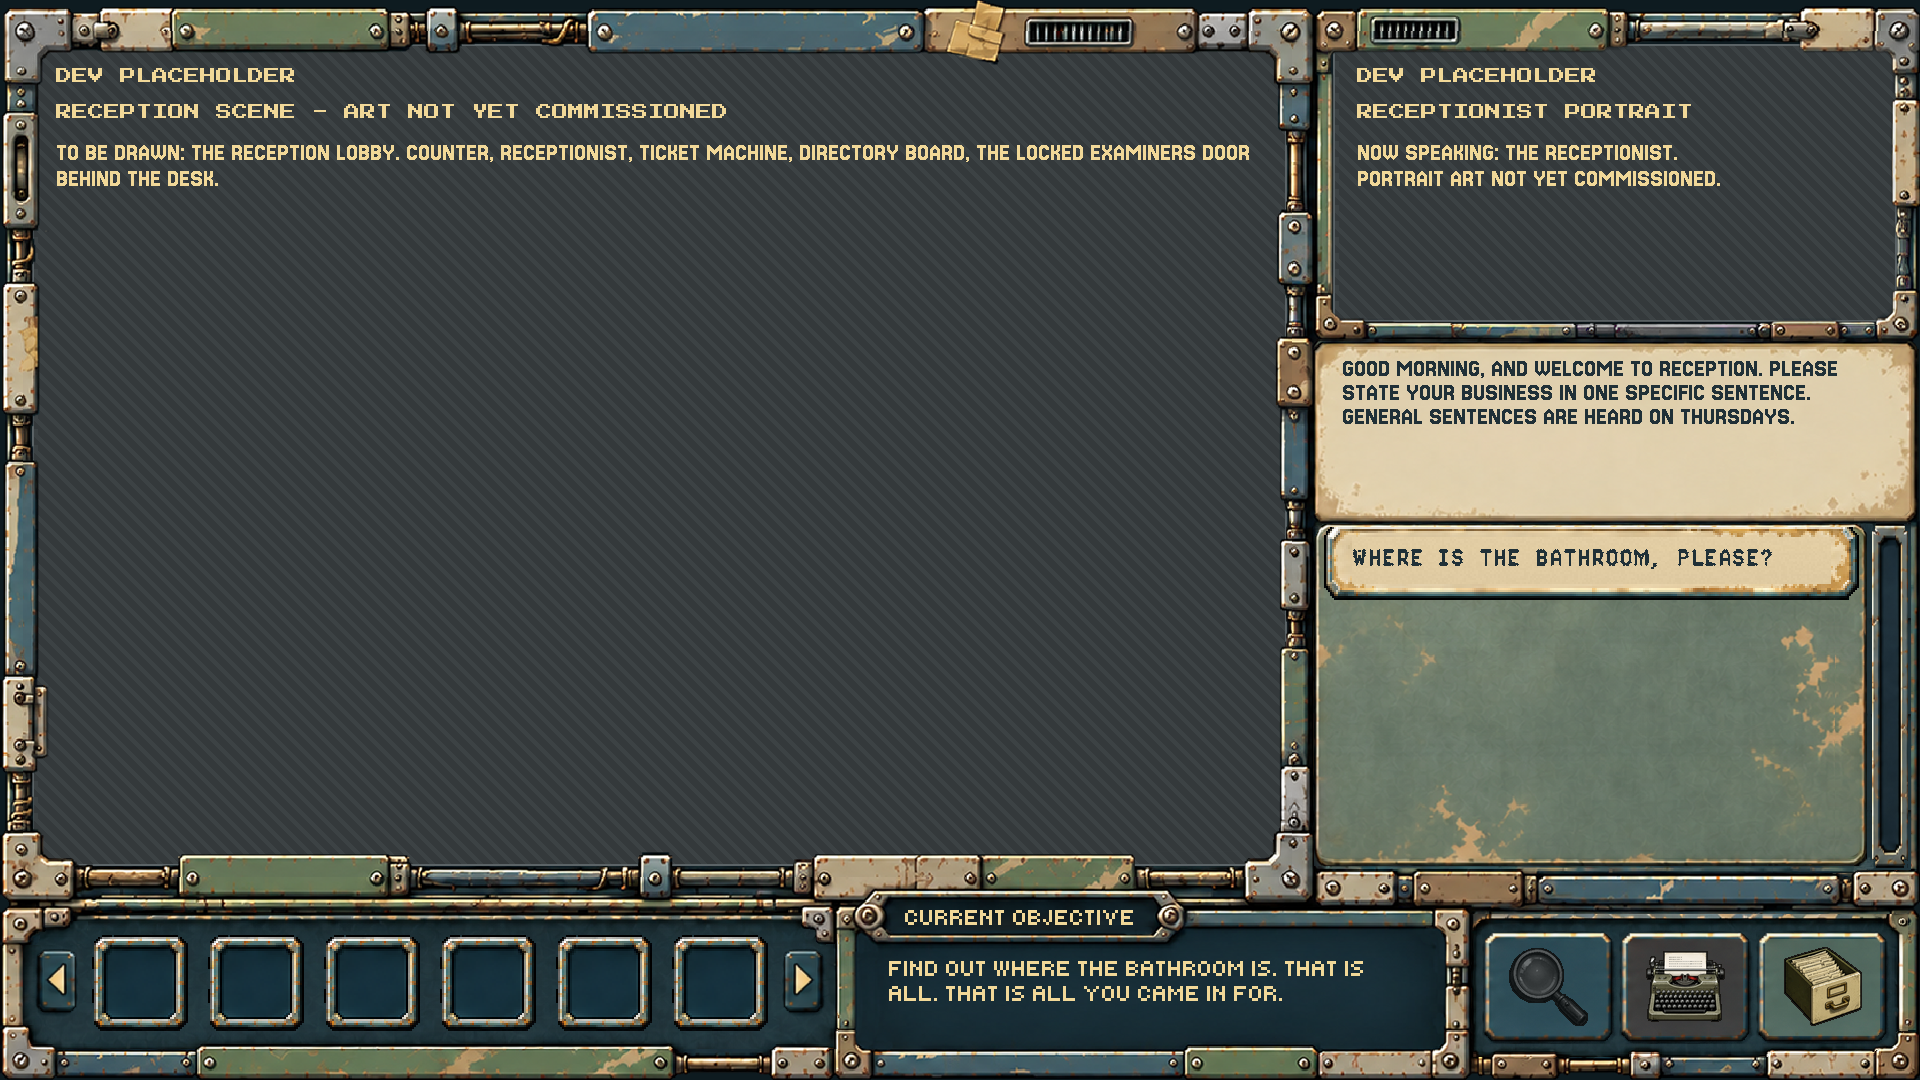 DEV PLACEHOLDER
RECEPTION SCENE – ART NOT YET COMMISSIONED
TO BE DRAWN: THE RECEPTION LOBBY. COUNTER, RECEPTIONIST, TICKET MACHINE, DIRECTORY BOARD, THE LOCKED EXAMINERS DOOR
BEHIND THE DESK.
DEV PLACEHOLDER
RECEPTIONIST PORTRAIT
NOW SPEAKING: THE RECEPTIONIST.
PORTRAIT ART NOT YET COMMISSIONED.
GOOD MORNING, AND WELCOME TO RECEPTION. PLEASE
STATE YOUR BUSINESS IN ONE SPECIFIC SENTENCE.
GENERAL SENTENCES ARE HEARD ON THURSDAYS.
WHERE IS THE BATHROOM, PLEASE?
CURRENT OBJECTIVE
FIND OUT WHERE THE BATHROOM IS. THAT IS
ALL. THAT IS ALL YOU CAME IN FOR.